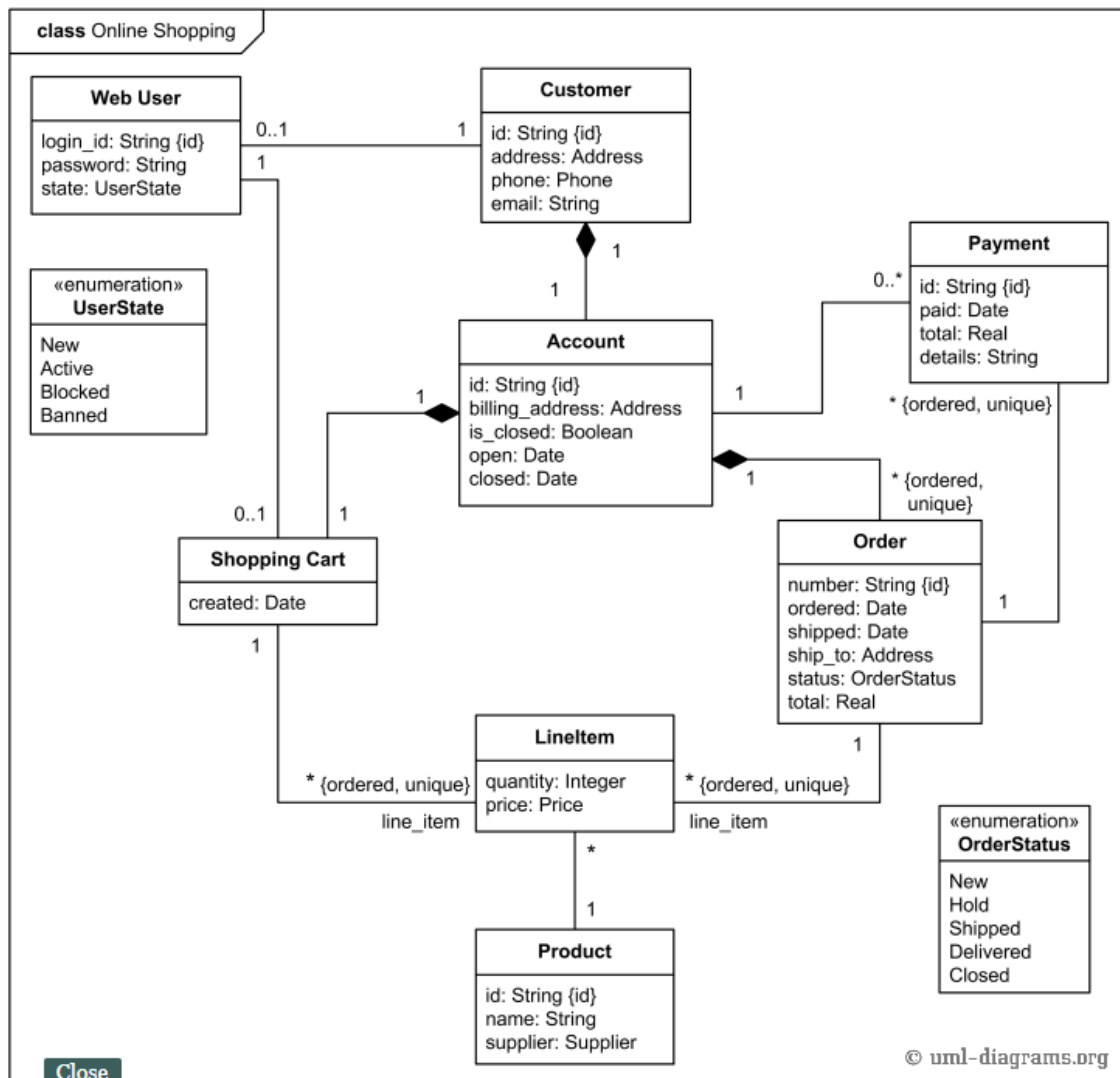 class Online Shopping
Web User
login_id: String {id}
password: String
state: UserState
0..1
1
1
Customer
id: String {id}
address: Address
phone: Phone
email: String
1
1
«enumeration»
UserState
New
Active
Blocked
Banned
Payment
id: String {id}
paid: Date
total: Real
details: String
0..*
1
* {ordered, unique}
Account
id: String {id}
billing_address: Address
is_closed: Boolean
open: Date
closed: Date
1
1
* {ordered,
unique}
0..1
1
Shopping Cart
created: Date
1
Order
number: String {id}
ordered: Date
shipped: Date
ship_to: Address
status: OrderStatus
total: Real
1
1
LineItem
quantity: Integer
price: Price
* {ordered, unique}
line_item
* {ordered, unique}
line_item
*
1
Product
id: String {id}
name: String
supplier: Supplier
«enumeration»
OrderStatus
New
Hold
Shipped
Delivered
Closed
Close
© uml-diagrams.org